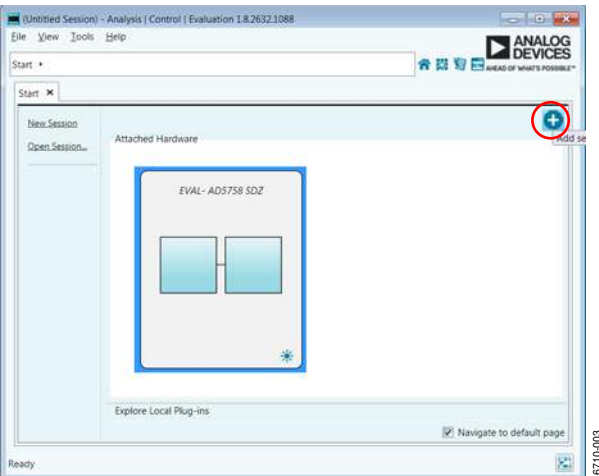 (Untitled Session) - Analysis | Control | Evaluation 1.8.2632.1088
File View Tools Help
ANALOG
DEVICES
AHEAD OF WHAT'S POSSIBLE™
Start
Start
New Session
Open Session...
Add se
Attached Hardware
EVAL- AD5758 SDZ
Explore Local Plug-ins
Navigate to default page
Ready
6710-003